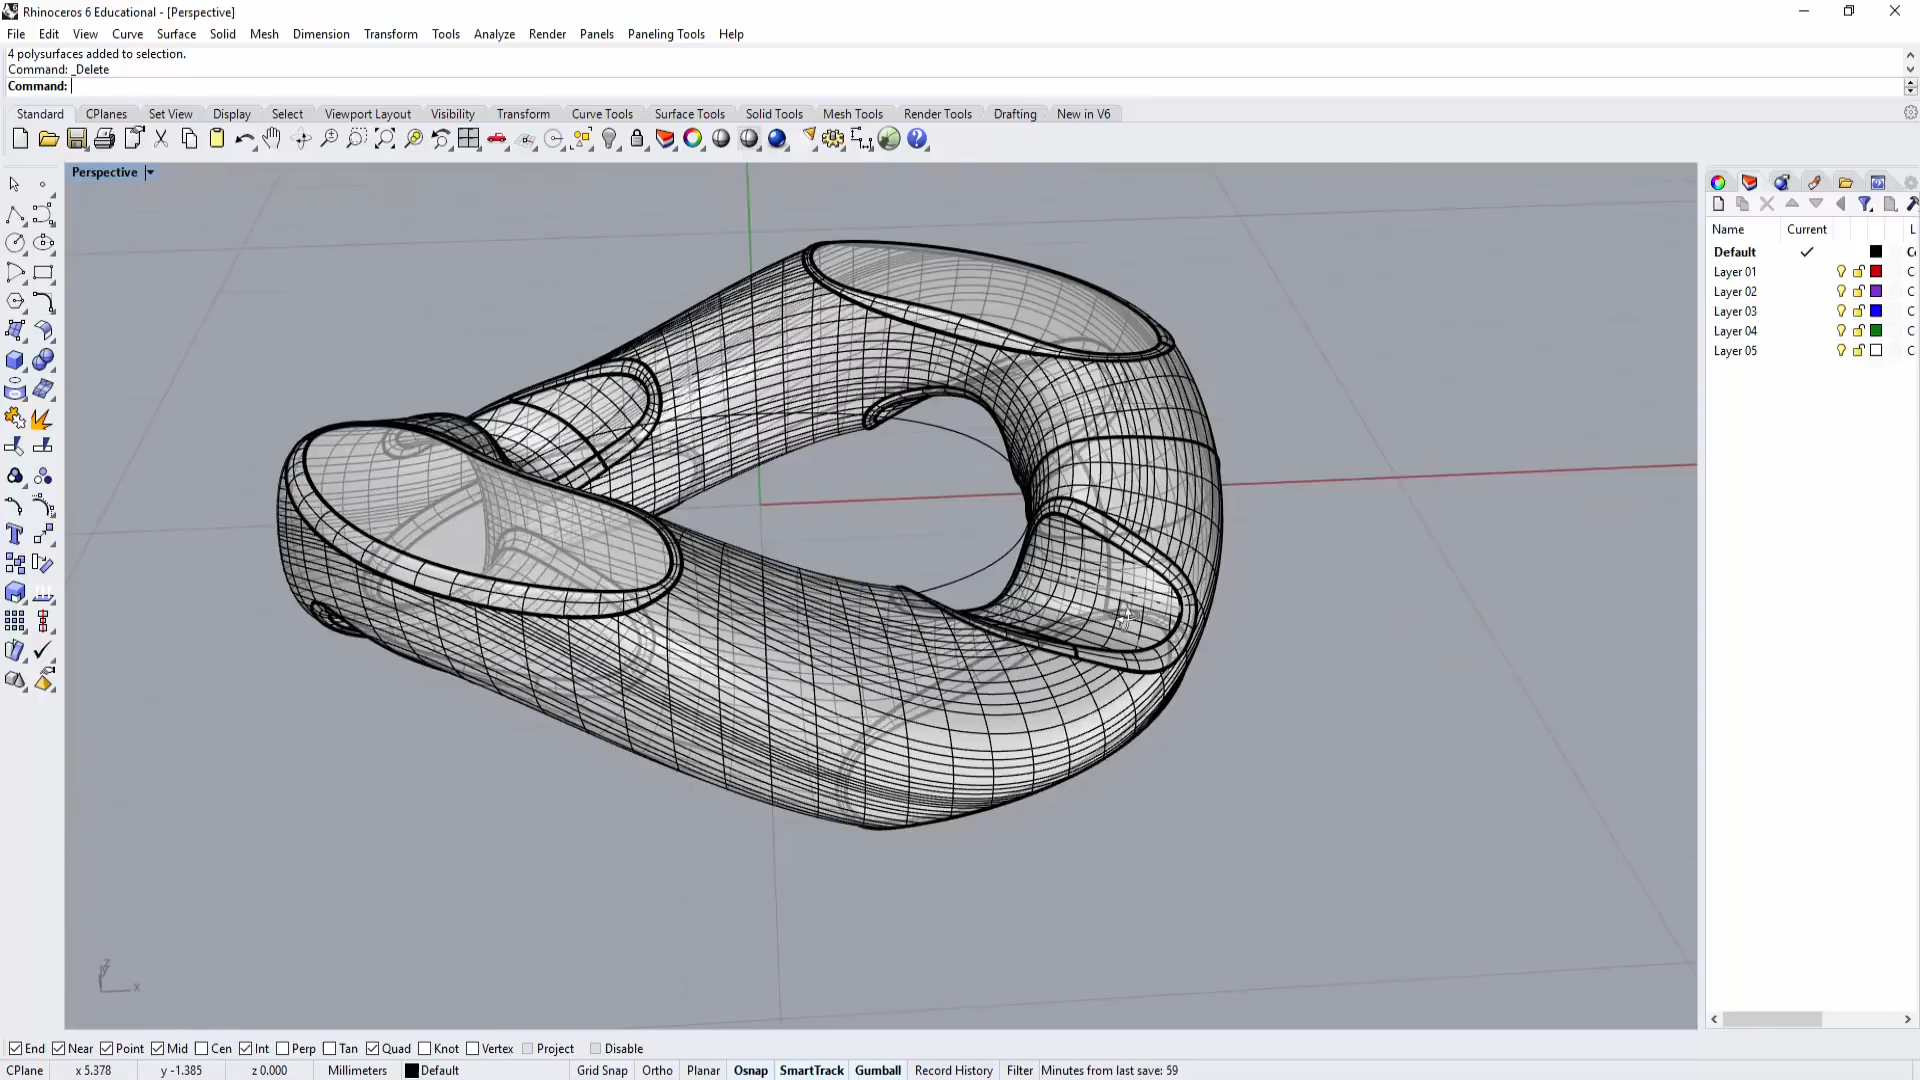 Rhinoceros 6 Educational - [Perspective]
File Edit View Curve Surface Solid Mesh Dimension Transform Tools Analyze Render Panels Paneling Tools Help
4 polysurfaces added to selection.
Command: _Delete
Command:
Standard CPlanes Set View Display Select Viewport Layout Visibility Transform Curve Tools Surface Tools Solid Tools Mesh Tools Render Tools Drafting New in V6
Perspective
Name Current L
Default
Layer 01 C
Layer 02 C
Layer 03 C
Layer 04 C
Layer 05 C
z
x
End Near Point Mid Cen Int Perp Tan Quad Knot Vertex Project Disable
CPlane x 5.378 y -1.385 z 0.000 Millimeters Default Grid Snap Ortho Planar Osnap SmartTrack Gumball Record History Filter Minutes from last save: 59